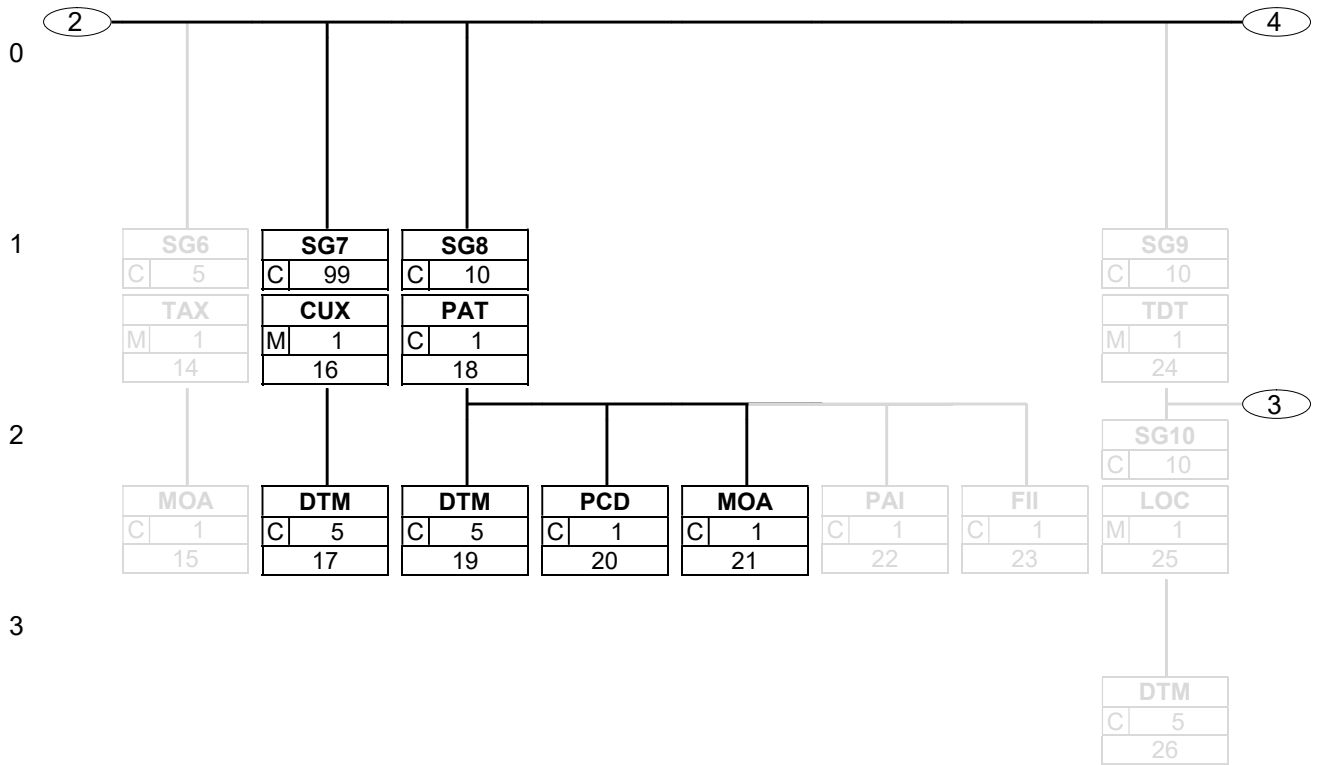 2 4
0
1
SG6 SG7 SG8 SG9
C 5 C 99 C 10 C 10
TAX CUX PAT TDT
M 1 M 1 C 1 M 1
14 16 18 24
3
2
SG10
C 10
MOA DTM DTM PCD MOA PAI FII LOC
C 1 C 5 C 5 C 1 C 1 C 1 C 1 M 1
15 17 19 20 21 22 23 25
3
DTM
C 5
26